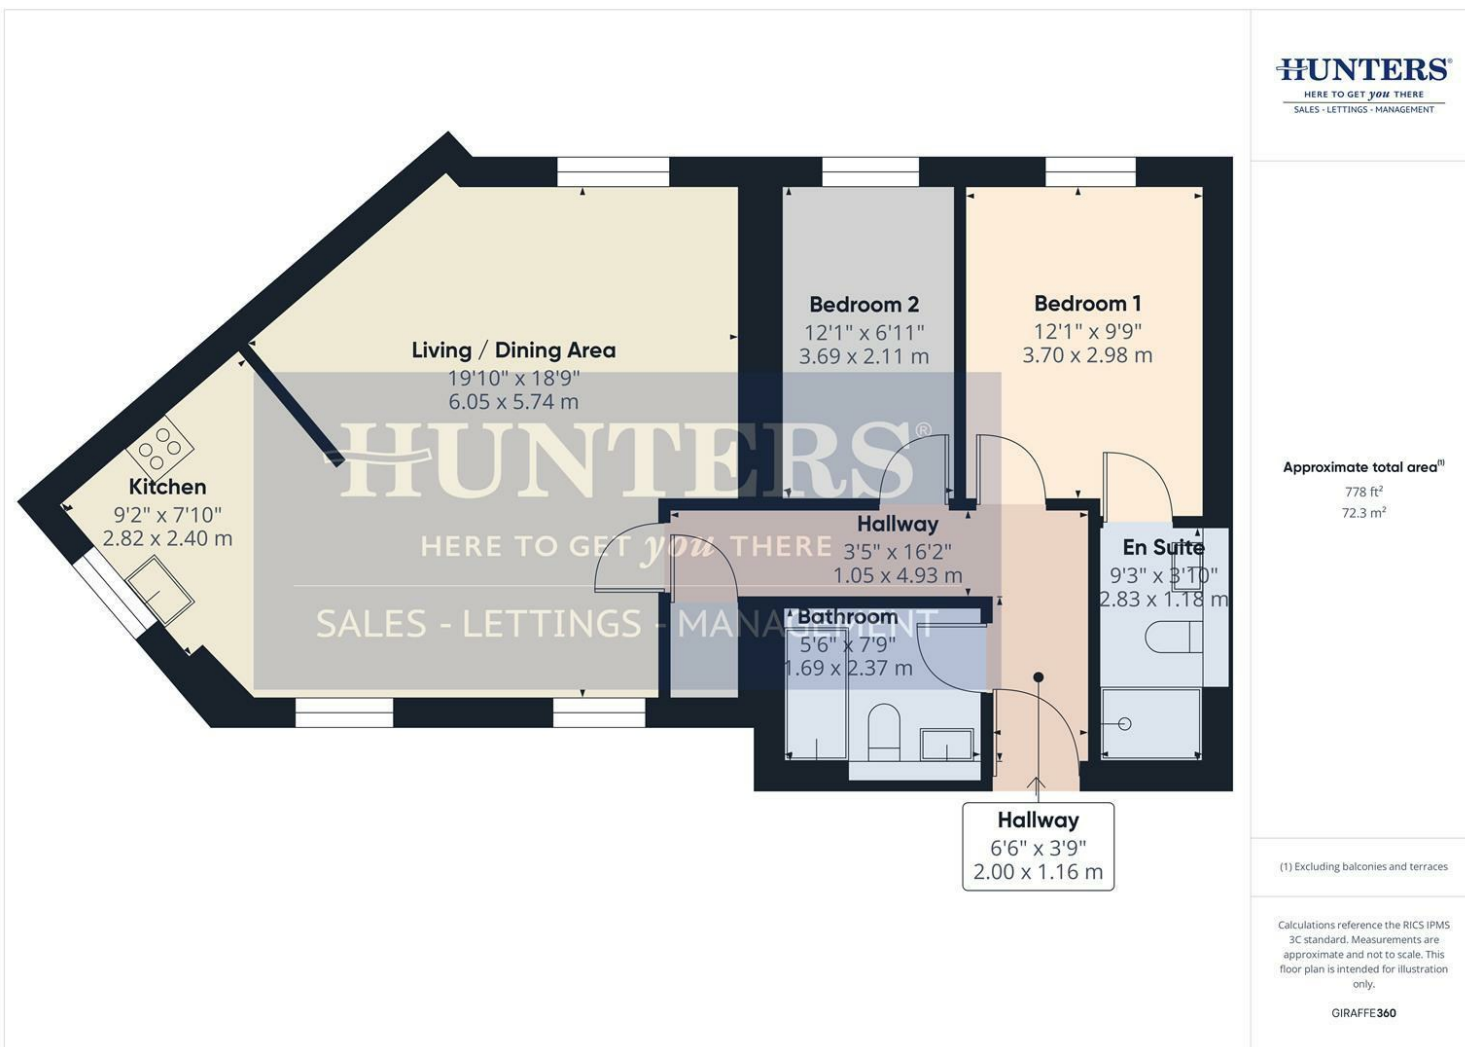 HUNTERS®
HERE TO GET you THERE
SALES - LETTINGS - MANAGEMENT
Bedroom 2
12'1" x 6'11"
3.69 x 2.11 m
Bedroom 1
12'1" x 9'9"
3.70 x 2.98 m
Living / Dining Area
19'10" x 18'9"
6.05 x 5.74 m
HUNTERS®
HERE TO GET you THERE
SALES - LETTINGS - MANAGEMENT
Kitchen
9'2" x 7'10"
2.82 x 2.40 m
Hallway
3'5" x 16'2"
1.05 x 4.93 m
En Suite
9'3" x 3'10"
2.83 x 1.18 m
Bathroom
5'6" x 7'9"
1.69 x 2.37 m
Hallway
6'6" x 3'9"
2.00 x 1.16 m
Approximate total area(1)
778 ft²
72.3 m²
(1) Excluding balconies and terraces
Calculations reference the RICS IPMS
3C standard. Measurements are
approximate and not to scale. This
floor plan is intended for illustration
only.
GIRAFFE360